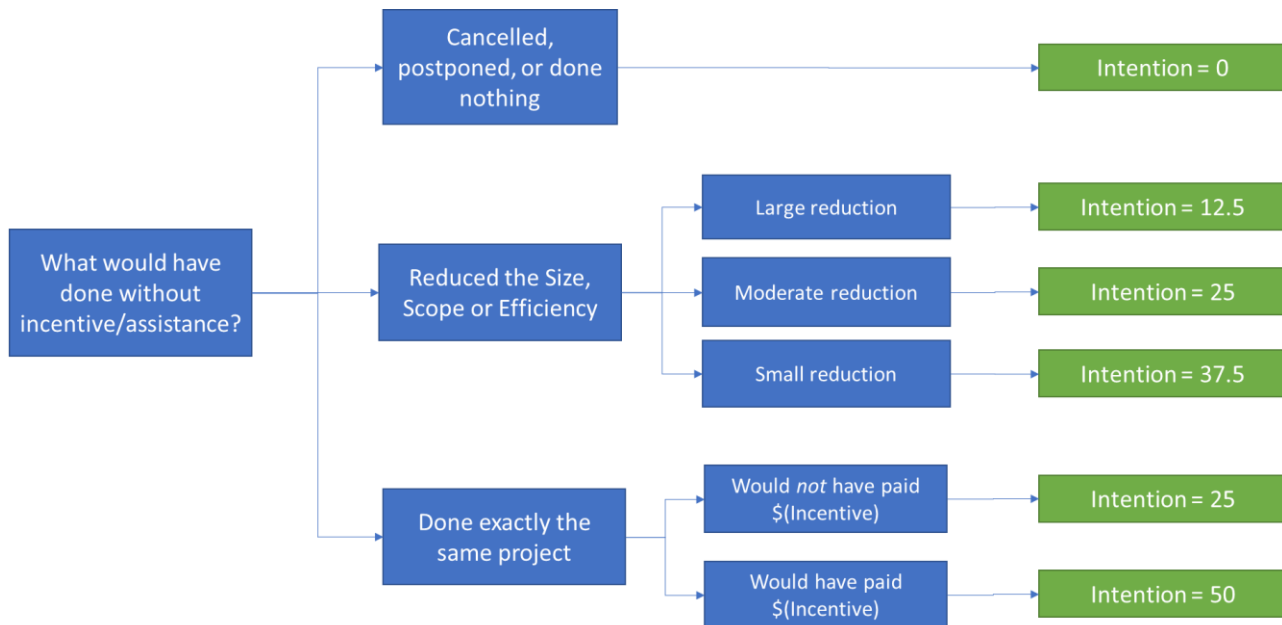 Cancelled,
postponed, or done
nothing
Intention = 0
What would have
done without
incentive/assistance?
Reduced the Size,
Scope or Efficiency
Large reduction
Intention = 12.5
Moderate reduction
Intention = 25
Small reduction
Intention = 37.5
Done exactly the
same project
Would not have paid
$(Incentive)
Intention = 25
Would have paid
$(Incentive)
Intention = 50